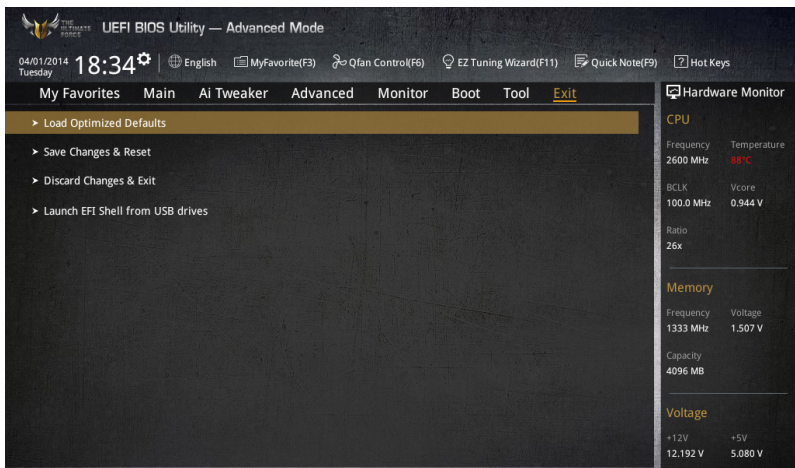 THE ULTIMATE FORCE
UEFI BIOS Utility — Advanced Mode
04/01/2014 Tuesday 18:34 English MyFavorite(F3) Qfan Control(F6) EZ Tuning Wizard(F11) Quick Note(F9) ? Hot Keys
My Favorites Main Ai Tweaker Advanced Monitor Boot Tool Exit
> Load Optimized Defaults
> Save Changes & Reset
> Discard Changes & Exit
> Launch EFI Shell from USB drives
Hardware Monitor
CPU
Frequency Temperature
2600 MHz 88°C
BCLK Vcore
100.0 MHz 0.944 V
Ratio
26x
Memory
Frequency Voltage
1333 MHz 1.507 V
Capacity
4096 MB
Voltage
+12V +5V
12.192 V 5.080 V